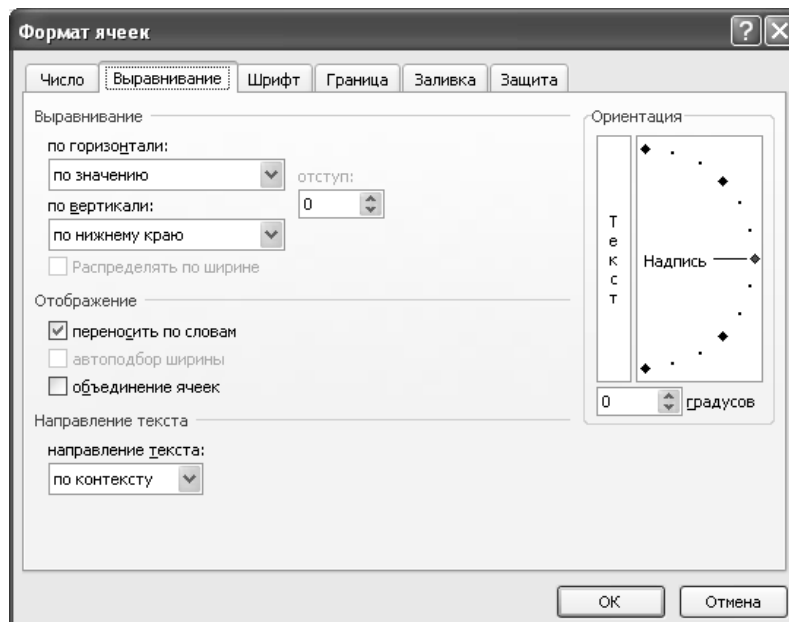 Формат ячеек
Число Выравнивание Шрифт Граница Заливка Защита
Выравнивание
по горизонтали:
по значению
отступ:
0
по вертикали:
по нижнему краю
Распределять по ширине
Отображение
переносить по словам
автоподбор ширины
объединение ячеек
Направление текста
направление текста:
по контексту
Ориентация
Текст
Надпись
0 градусов
ОК Отмена